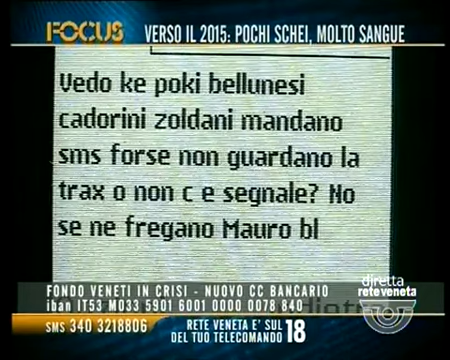 FOCUS
VERSO IL 2015: POCHI SCHEI, MOLTO SANGUE
Vedo ke poki bellunesi
cadorini zoldani mandano
sms forse non guardano la
trax o non c e segnale? No
se ne fregano Mauro bl
FONDO VENETI IN CRISI - NUOVO CC BANCARIO
iban IT53 M033 5901 6001 0000 0078 840
diretta
reteveneta
SMS 340 3218806
RETE VENETA E' SUL
DEL TUO TELECOMANDO 18